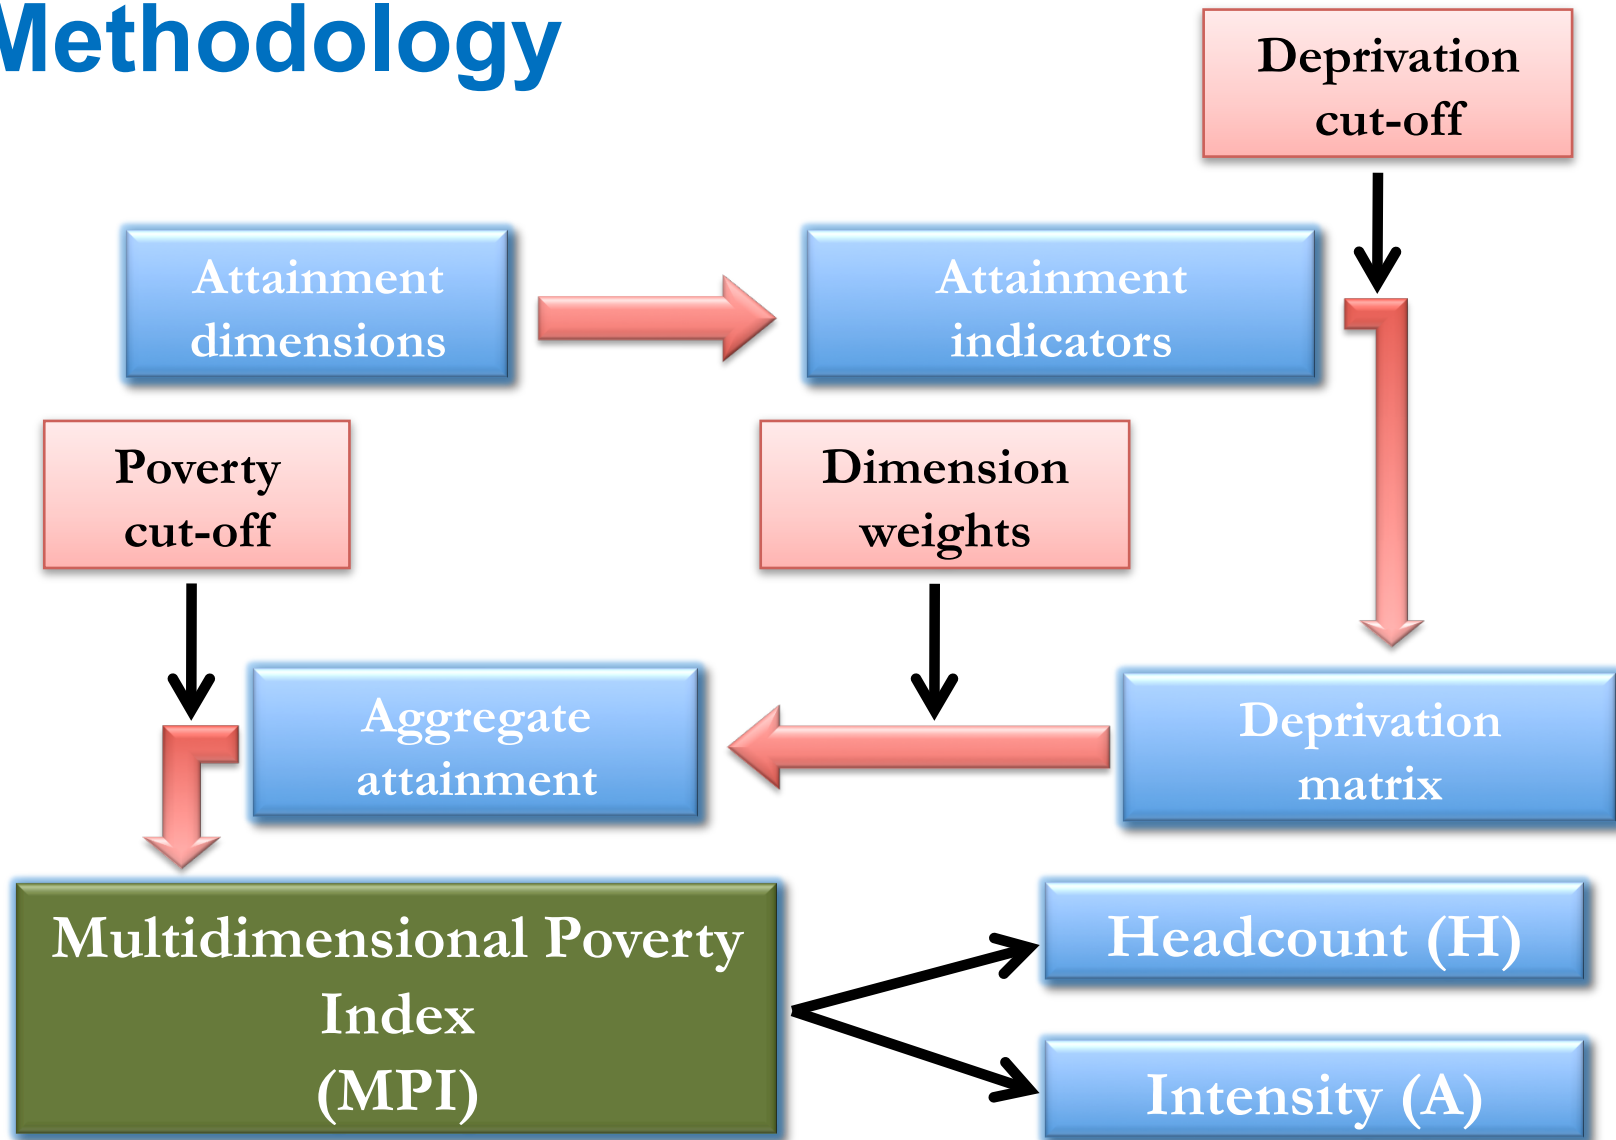 Methodology
Deprivation
cut-off
Attainment
dimensions
Attainment
indicators
Poverty
cut-off
Dimension
weights
Aggregate
attainment
Deprivation
matrix
Multidimensional Poverty
Index
(MPI)
Headcount (H)
Intensity (A)